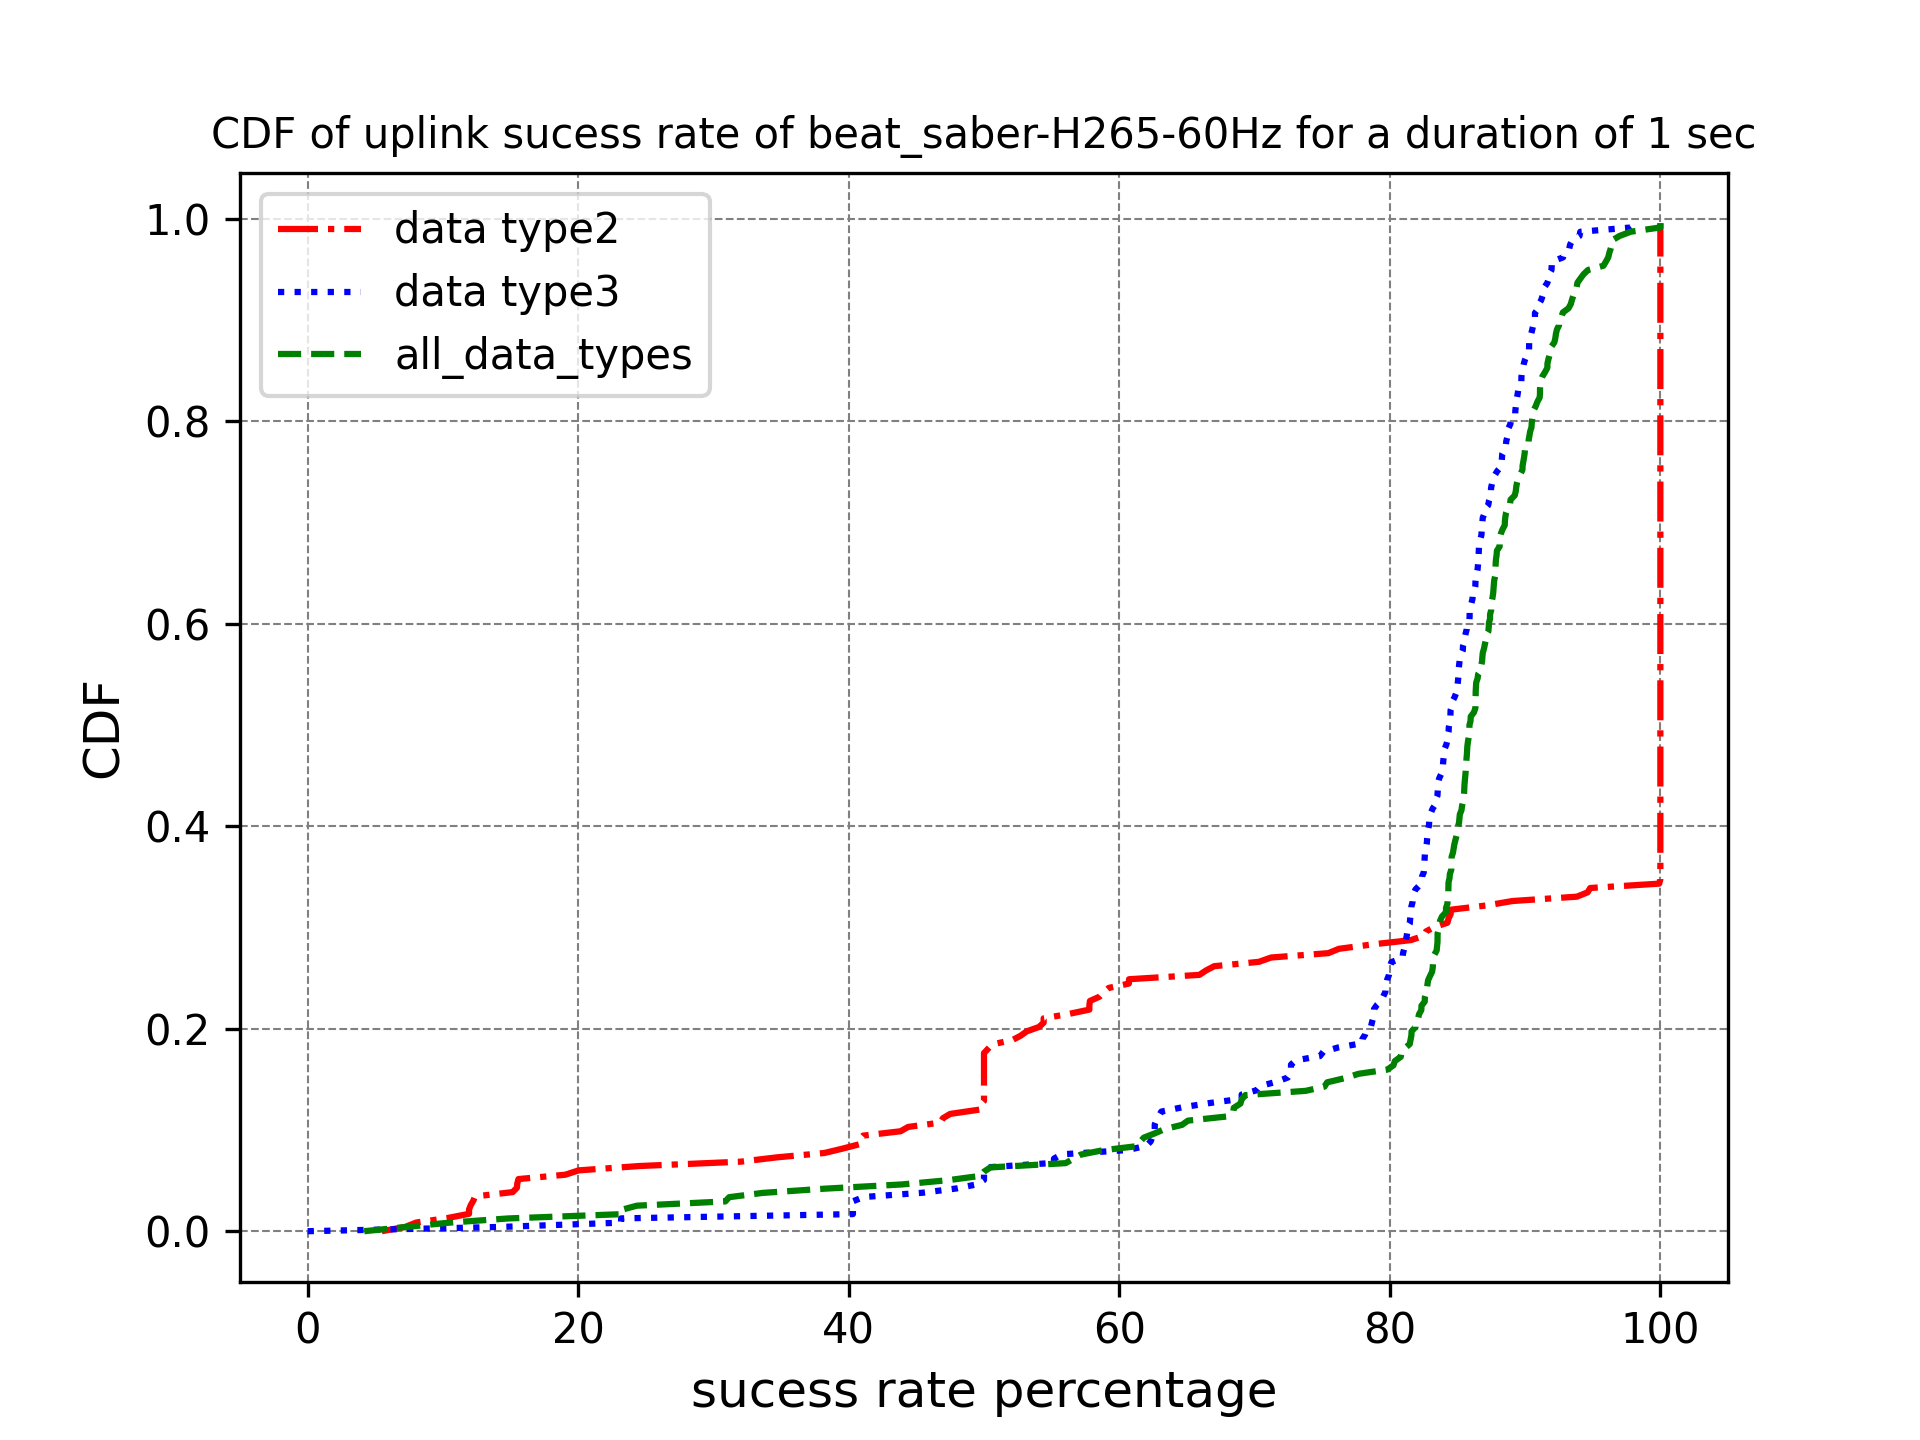 CDF of uplink sucess rate of beat_saber-H265-60Hz for a duration of 1 sec
data type2
data type3
all_data_types
1.0
0.8
0.6
0.4
0.2
0.0
CDF
0 20 40 60 80 100
sucess rate percentage